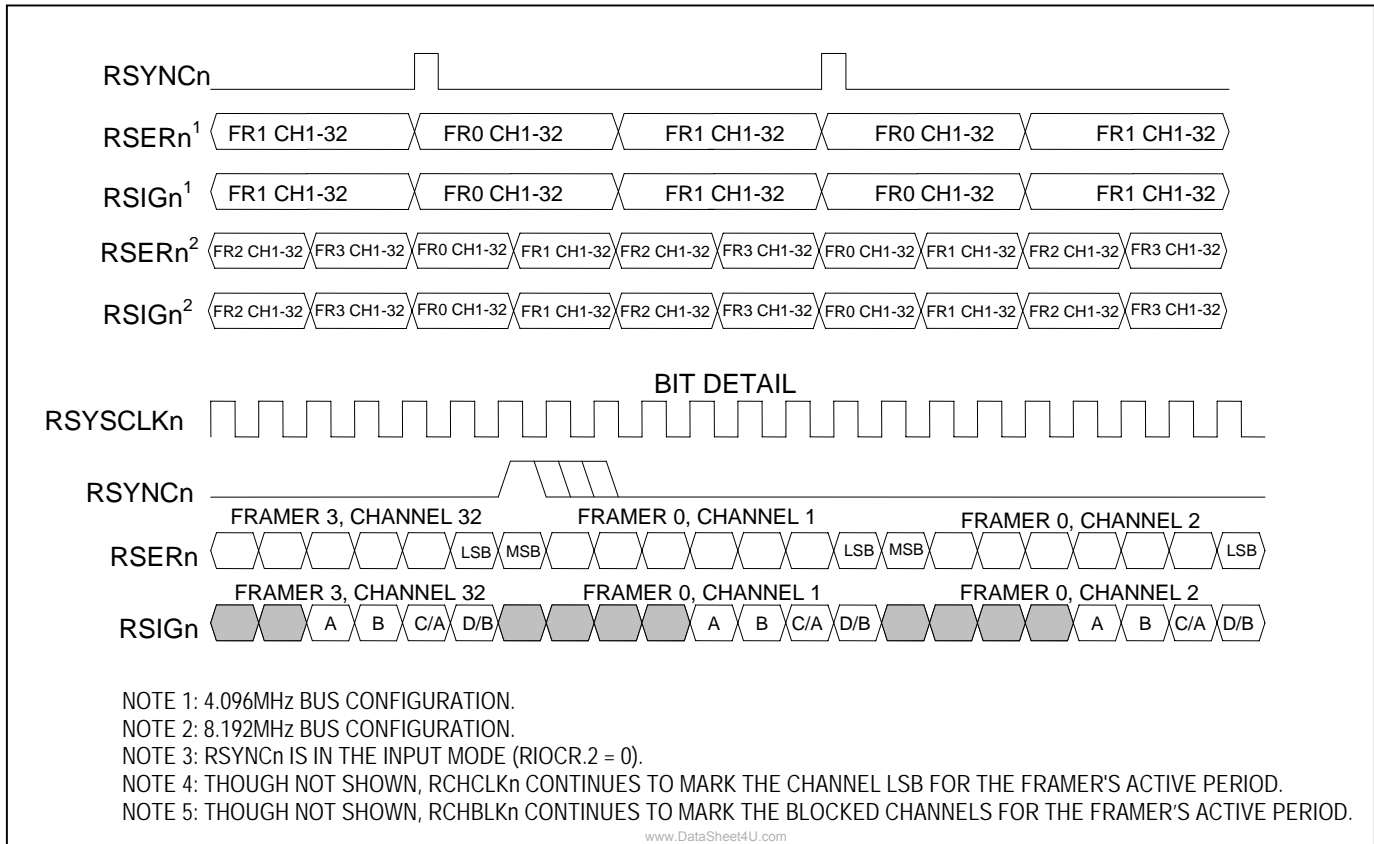 RSYNCn
RSERn1 FR1 CH1-32 FR0 CH1-32 FR1 CH1-32 FR0 CH1-32 FR1 CH1-32
RSIGn1 FR1 CH1-32 FR0 CH1-32 FR1 CH1-32 FR0 CH1-32 FR1 CH1-32
RSERn2 FR2 CH1-32 FR3 CH1-32 FR0 CH1-32 FR1 CH1-32 FR2 CH1-32 FR3 CH1-32 FR0 CH1-32 FR1 CH1-32 FR2 CH1-32 FR3 CH1-32
RSIGn2 FR2 CH1-32 FR3 CH1-32 FR0 CH1-32 FR1 CH1-32 FR2 CH1-32 FR3 CH1-32 FR0 CH1-32 FR1 CH1-32 FR2 CH1-32 FR3 CH1-32
BIT DETAIL
RSYSCLKn
RSYNCn
FRAMER 3, CHANNEL 32 FRAMER 0, CHANNEL 1 FRAMER 0, CHANNEL 2
RSERn LSB MSB LSB MSB LSB
FRAMER 3, CHANNEL 32 FRAMER 0, CHANNEL 1 FRAMER 0, CHANNEL 2
RSIGn A B C/A D/B A B C/A D/B A B C/A D/B
NOTE 1: 4.096MHz BUS CONFIGURATION.
NOTE 2: 8.192MHz BUS CONFIGURATION.
NOTE 3: RSYNCn IS IN THE INPUT MODE (RIOCR.2 = 0).
NOTE 4: THOUGH NOT SHOWN, RCHCLKn CONTINUES TO MARK THE CHANNEL LSB FOR THE FRAMER'S ACTIVE PERIOD.
NOTE 5: THOUGH NOT SHOWN, RCHBLKn CONTINUES TO MARK THE BLOCKED CHANNELS FOR THE FRAMER'S ACTIVE PERIOD.
www.DataSheet4U.com